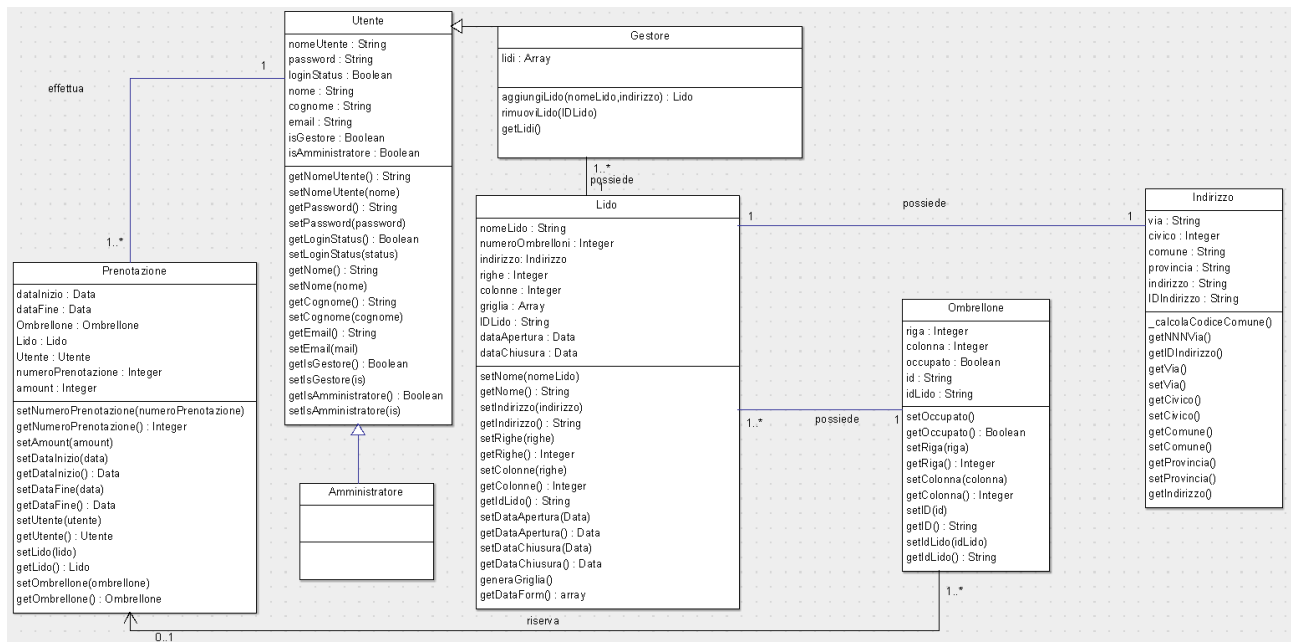 Utente
nomeUtente : String
password : String
loginStatus : Boolean
nome : String
cognome : String
email : String
isGestore : Boolean
isAmministratore : Boolean
getNomeUtente() : String
setNomeUtente(nome)
getPassword() : String
setPassword(password)
getLoginStatus() : Boolean
setLoginStatus(status)
getNome() : String
setNome(nome)
getCognome() : String
setCognome(cognome)
getEmail() : String
setEmail(mail)
getIsGestore() : Boolean
setIsGestore(is)
getIsAmministratore() : Boolean
setIsAmministratore(is)
Gestore
lidi : Array
aggiungiLido(nomeLido,indirizzo) : Lido
rimuoviLido(IDLido)
getLidi()
1
effettua
1..*
Prenotazione
dataInizio : Data
dataFine : Data
Ombrellone : Ombrellone
Lido : Lido
Utente : Utente
numeroPrenotazione : Integer
amount : Integer
setNumeroPrenotazione(numeroPrenotazione)
getNumeroPrenotazione() : Integer
setAmount(amount)
setDataInizio(data)
getDataInizio() : Data
setDataFine(data)
getDataFine() : Data
setUtente(utente)
getUtente() : Utente
setLido(lido)
getLido() : Lido
setOmbrellone(ombrellone)
getOmbrellone() : Ombrellone
Amministratore
1..*
possiede
1
Lido
nomeLido : String
numeroOmbrelloni : Integer
indirizzo: Indirizzo
righe : Integer
colonne : Integer
griglia : Array
IDLido : String
dataApertura : Data
dataChiusura : Data
setNome(nomeLido)
getNome() : String
setIndirizzo(indirizzo)
getIndirizzo() : String
setRighe(righe)
getRighe() : Integer
setColonne(righe)
getColonne() : Integer
getIdLido() : String
setDataApertura(Data)
getDataApertura() : Data
setDataChiusura(Data)
getDataChiusura() : Data
generaGriglia()
getDataForm() : array
1
possiede
1
Indirizzo
via : String
civico : Integer
comune : String
provincia : String
indirizzo : String
IDIndirizzo : String
_calcolaCodiceComune()
getNNNVia()
getIDIndirizzo()
getVia()
setVia()
getCivico()
setCivico()
getComune()
setComune()
getProvincia()
setProvincia()
getIndirizzo()
1..*
possiede
1
Ombrellone
riga : Integer
colonna : Integer
occupato : Boolean
id : String
idLido : String
setOccupato()
getOccupato() : Boolean
setRiga(riga)
getRiga() : Integer
setColonna(colonna)
getColonna() : Integer
setID(id)
getID() : String
setIdLido(idLido)
getIdLido() : String
1..*
riserva
0..1